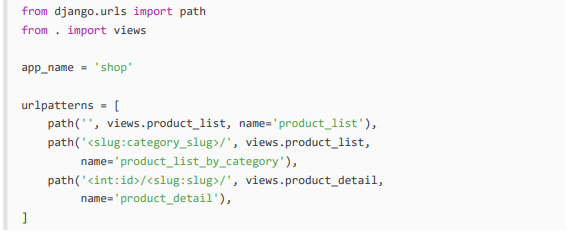 from django.urls import path
from . import views
app_name = 'shop'
urlpatterns = [
    path('', views.product_list, name='product_list'),
    path('<slug:category_slug>/', views.product_list,
         name='product_list_by_category'),
    path('<int:id>/<slug:slug>/', views.product_detail,
         name='product_detail'),
]